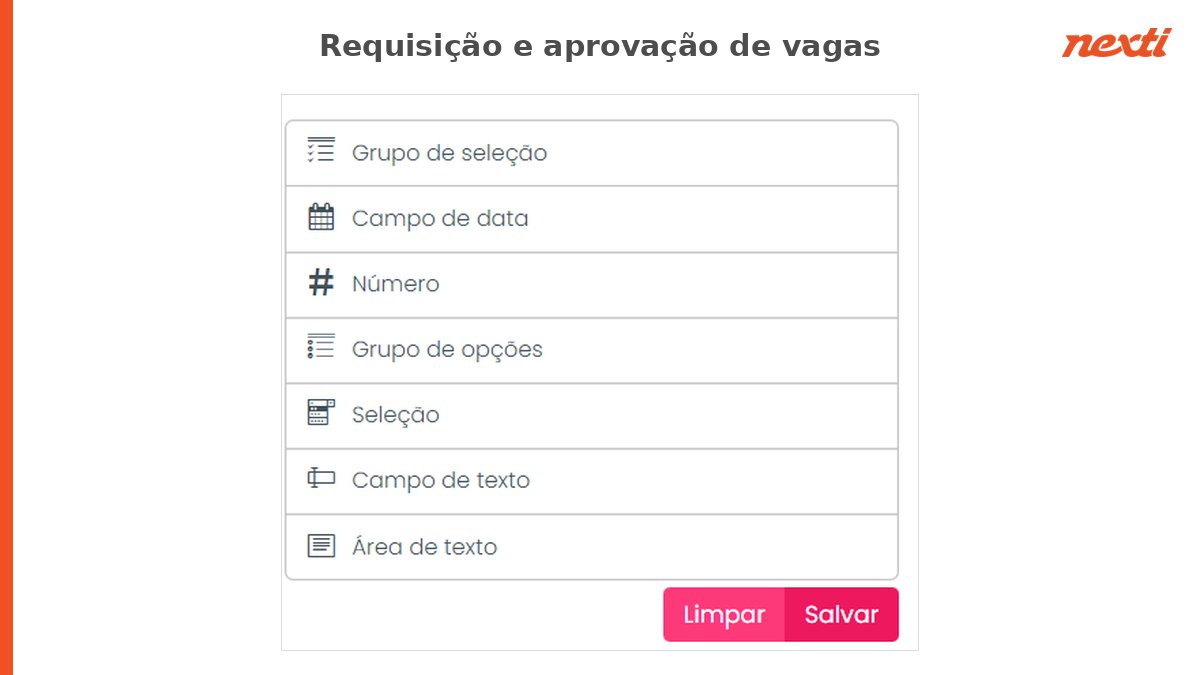 Requisição e aprovação de vagas
nexti
Grupo de seleção
Campo de data
Número
Grupo de opções
Seleção
Campo de texto
Área de texto
Limpar
Salvar